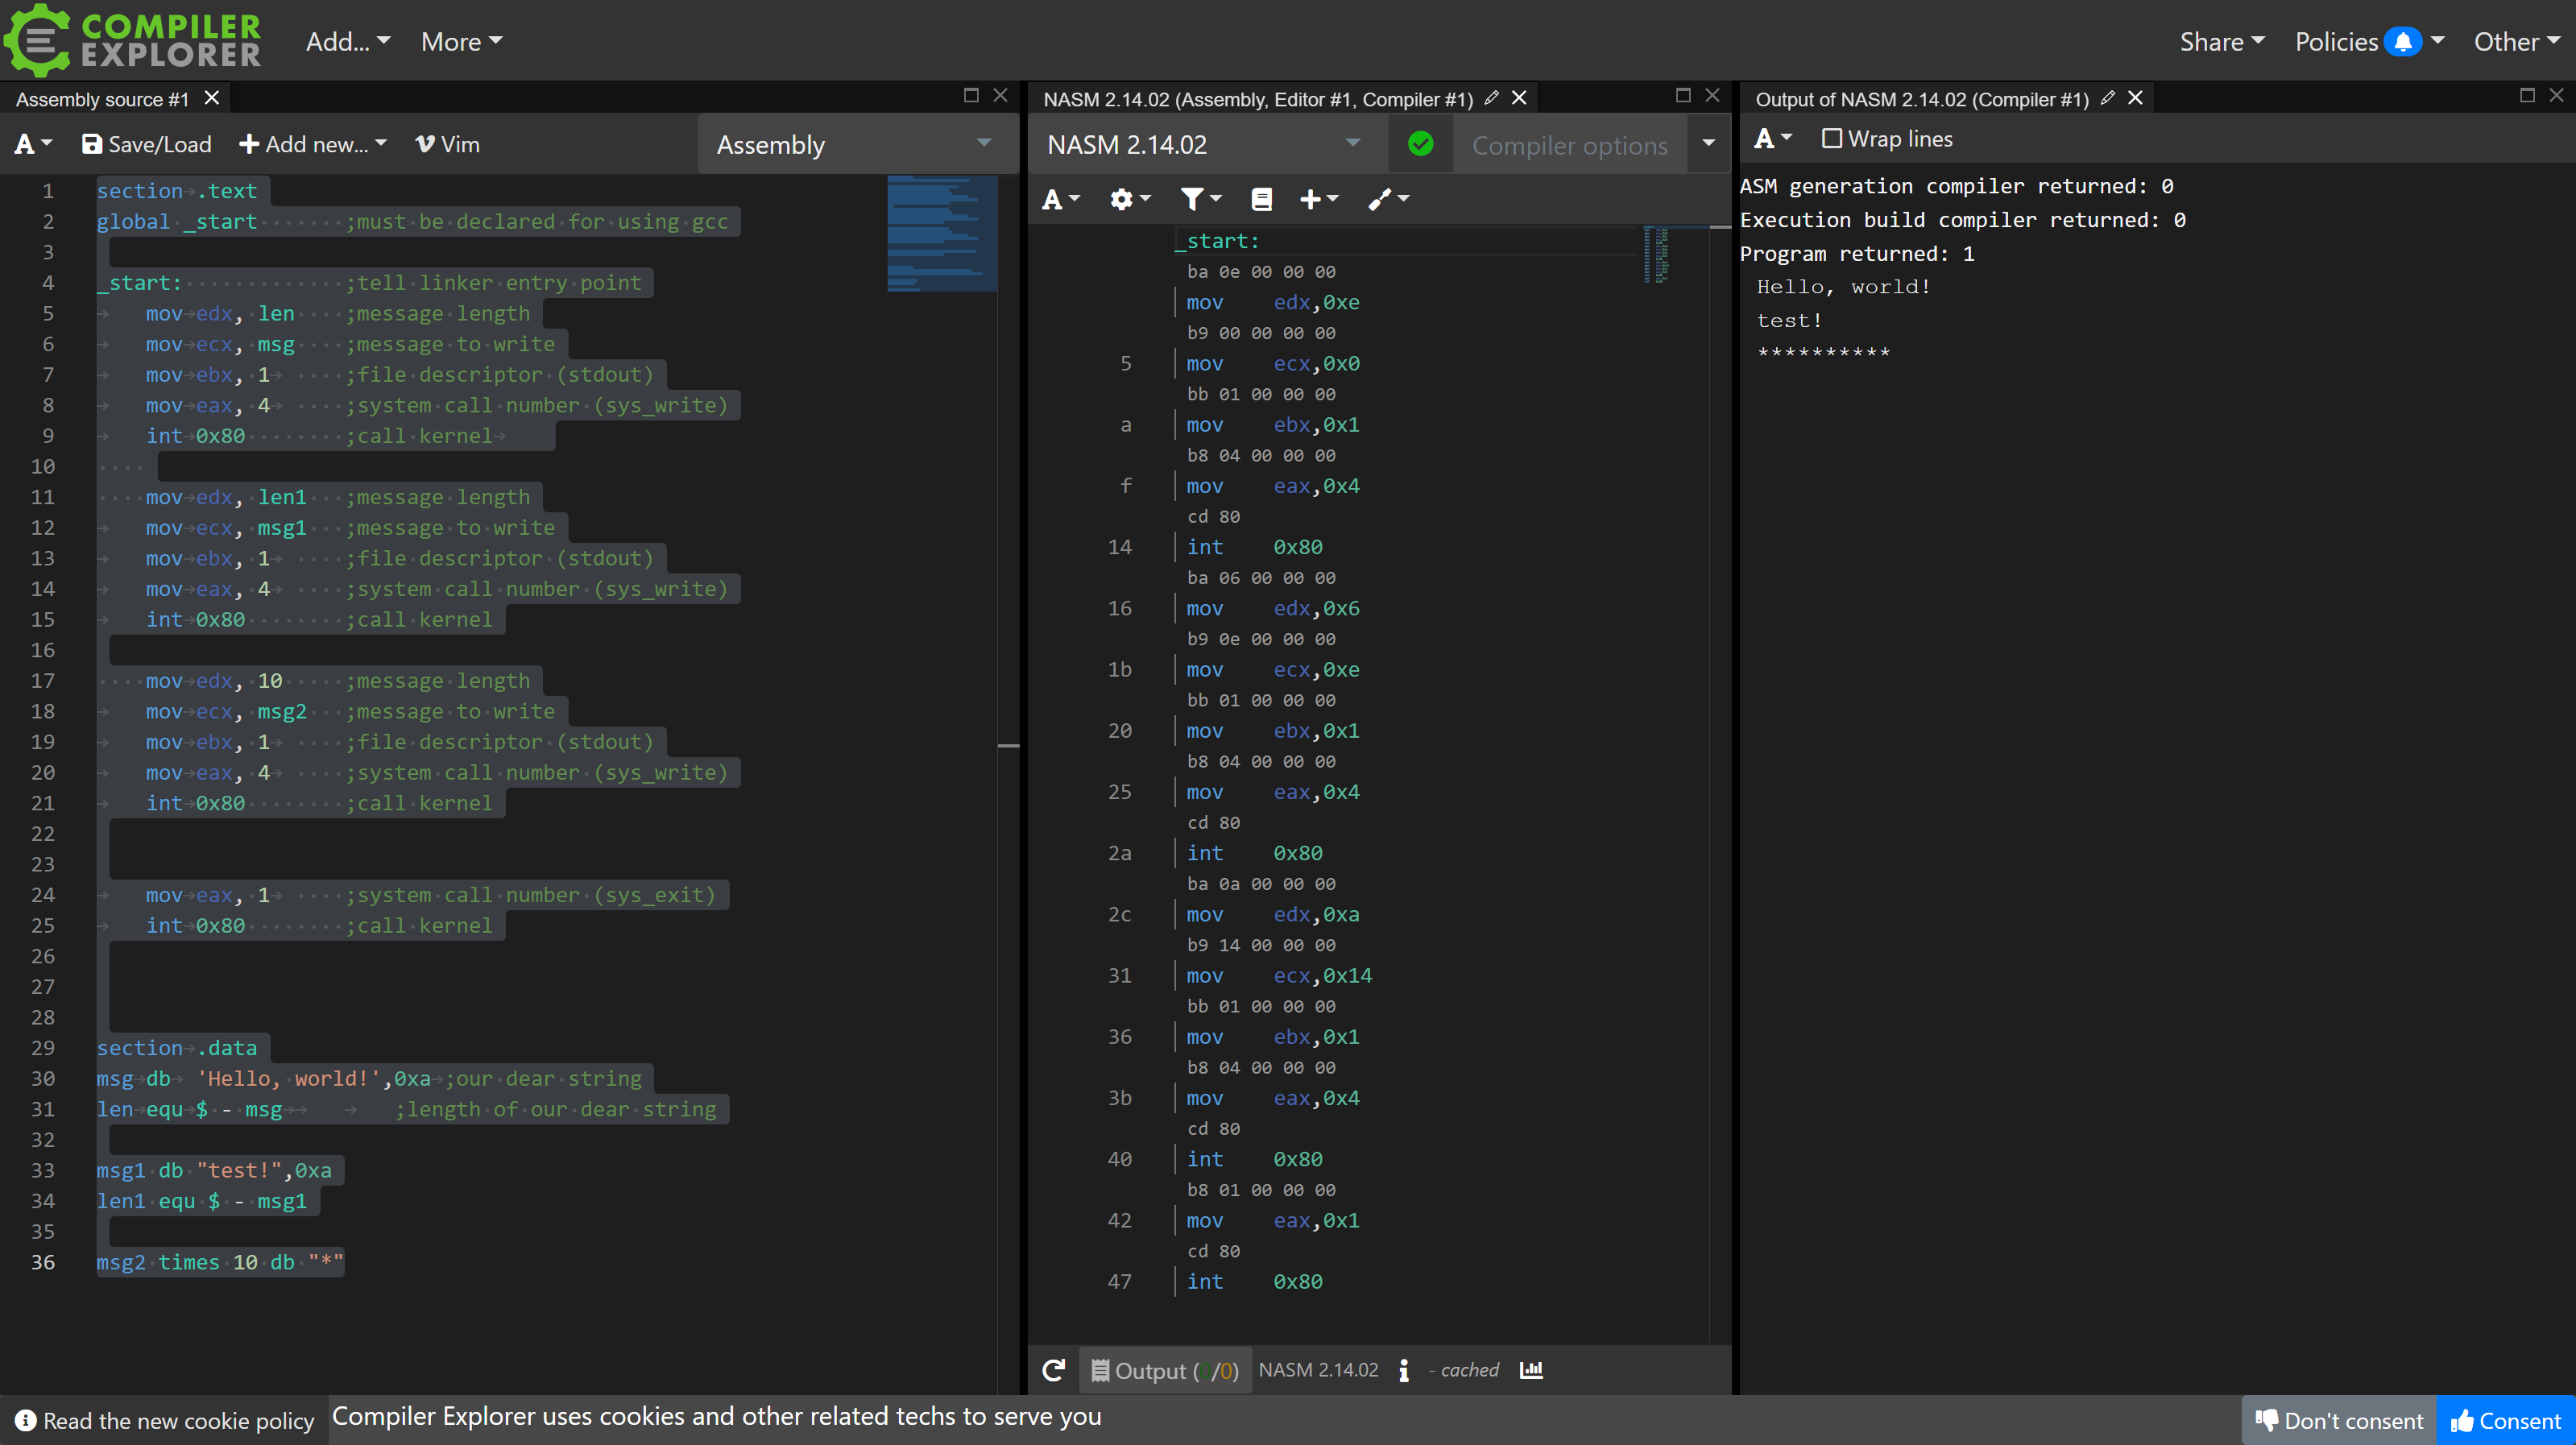 COMPILER EXPLORER
Add... More Share Policies Other
Assembly source #1
A Save/Load Add new... Vim Assembly
1 section .text
2 global _start ;must be declared for using gcc
3
4 _start: ;tell linker entry point
5 mov edx, len ;message length
6 mov ecx, msg ;message to write
7 mov ebx, 1 ;file descriptor (stdout)
8 mov eax, 4 ;system call number (sys_write)
9 int 0x80 ;call kernel
10
11 mov edx, len1 ;message length
12 mov ecx, msg1 ;message to write
13 mov ebx, 1 ;file descriptor (stdout)
14 mov eax, 4 ;system call number (sys_write)
15 int 0x80 ;call kernel
16
17 mov edx, 10 ;message length
18 mov ecx, msg2 ;message to write
19 mov ebx, 1 ;file descriptor (stdout)
20 mov eax, 4 ;system call number (sys_write)
21 int 0x80 ;call kernel
22
23
24 mov eax, 1 ;system call number (sys_exit)
25 int 0x80 ;call kernel
26
27
28
29 section .data
30 msg db 'Hello, world!',0xa ;our dear string
31 len equ $ - msg ;length of our dear string
32
33 msg1 db "test!",0xa
34 len1 equ $ - msg1
35
36 msg2 times 10 db "*"
NASM 2.14.02 (Assembly, Editor #1, Compiler #1)
NASM 2.14.02 Compiler options
A
_start:
ba 0e 00 00 00
mov edx,0xe
b9 00 00 00 00
5 mov ecx,0x0
bb 01 00 00 00
a mov ebx,0x1
b8 04 00 00 00
f mov eax,0x4
cd 80
14 int 0x80
ba 06 00 00 00
16 mov edx,0x6
b9 0e 00 00 00
1b mov ecx,0xe
bb 01 00 00 00
20 mov ebx,0x1
b8 04 00 00 00
25 mov eax,0x4
cd 80
2a int 0x80
ba 0a 00 00 00
2c mov edx,0xa
b9 14 00 00 00
31 mov ecx,0x14
bb 01 00 00 00
36 mov ebx,0x1
b8 04 00 00 00
3b mov eax,0x4
cd 80
40 int 0x80
b8 01 00 00 00
42 mov eax,0x1
cd 80
47 int 0x80
Output (0/0) NASM 2.14.02 - cached
Output of NASM 2.14.02 (Compiler #1)
A Wrap lines
ASM generation compiler returned: 0
Execution build compiler returned: 0
Program returned: 1
Hello, world!
test!
**********
Read the new cookie policy Compiler Explorer uses cookies and other related techs to serve you Don't consent Consent